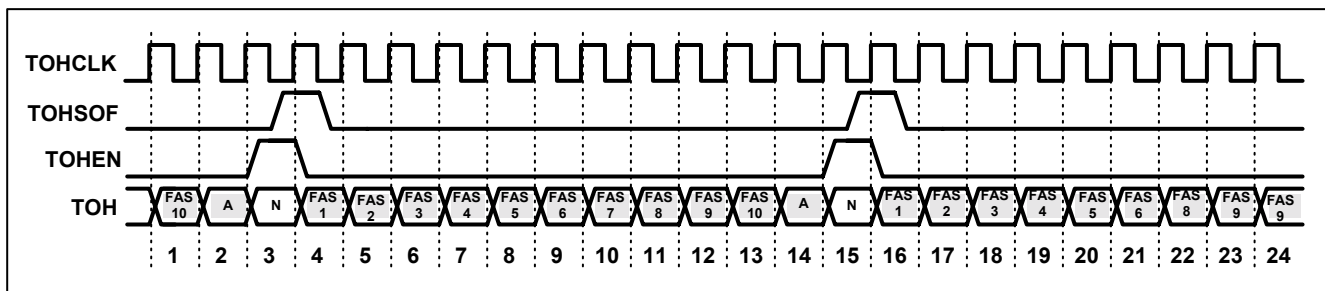 TOHCLK
TOHSOF
TOHEN
TOH FAS 10 A N FAS 1 FAS 2 FAS 3 FAS 4 FAS 5 FAS 6 FAS 7 FAS 8 FAS 9 FAS 10 A N FAS 1 FAS 2 FAS 3 FAS 4 FAS 5 FAS 6 FAS 8 FAS 9 FAS 9
1 2 3 4 5 6 7 8 9 10 11 12 13 14 15 16 17 18 19 20 21 22 23 24